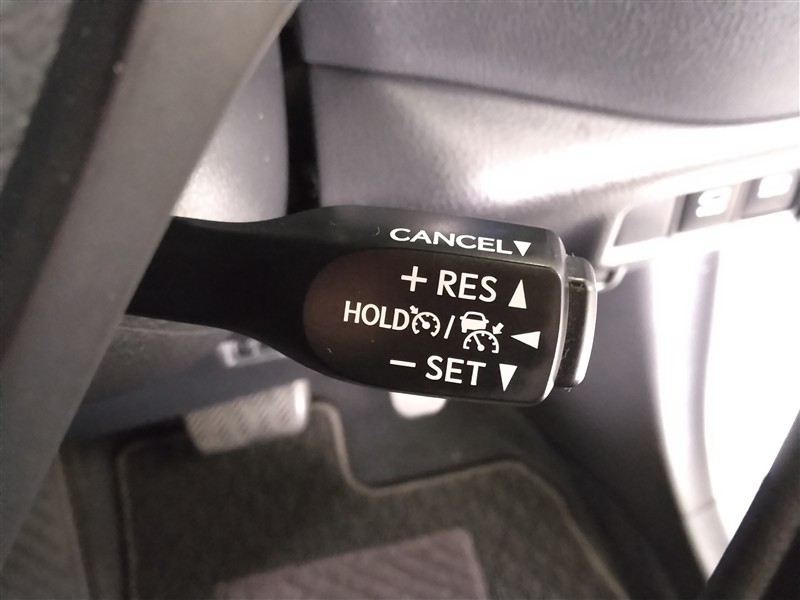 CANCEL▼
+ RES ▲
HOLD / ◀
− SET ▼